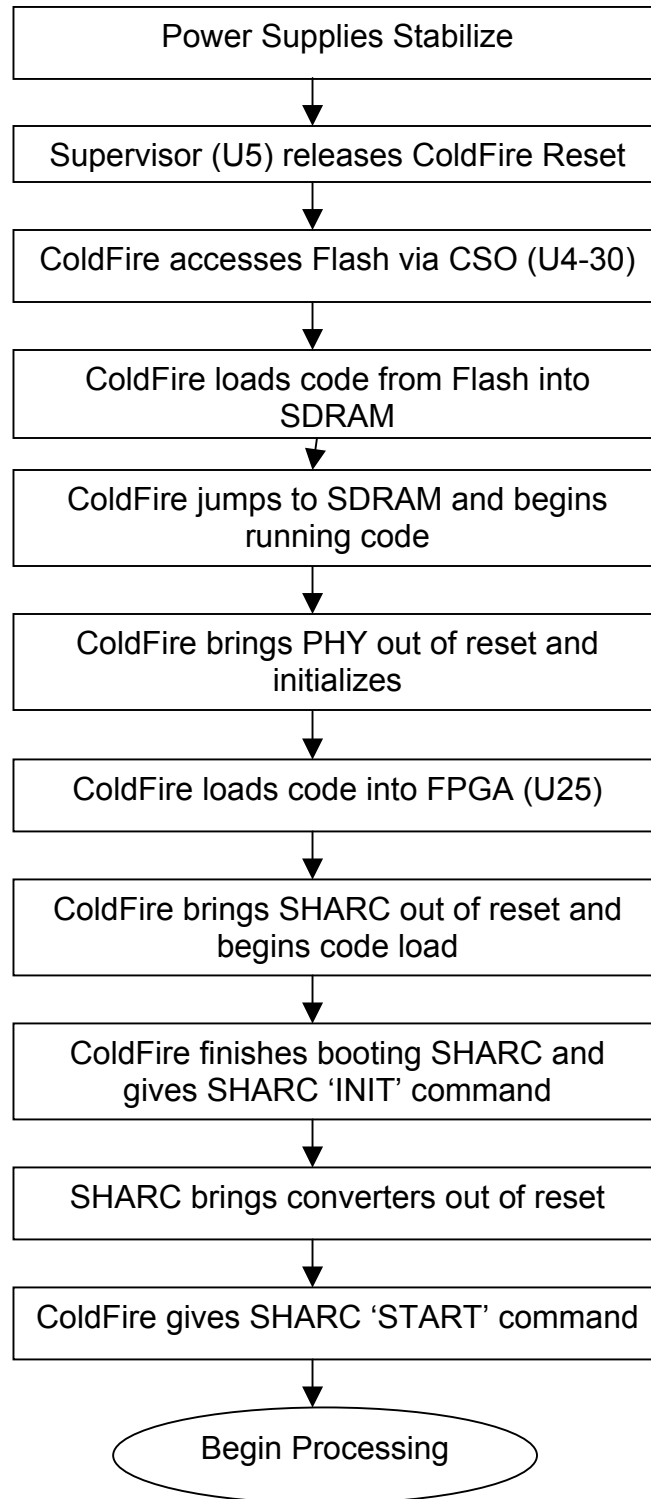 Power Supplies Stabilize
Supervisor (U5) releases ColdFire Reset
ColdFire accesses Flash via CSO (U4-30)
ColdFire loads code from Flash into
SDRAM
ColdFire jumps to SDRAM and begins
running code
ColdFire brings PHY out of reset and
initializes
ColdFire loads code into FPGA (U25)
ColdFire brings SHARC out of reset and
begins code load
ColdFire finishes booting SHARC and
gives SHARC ‘INIT’ command
SHARC brings converters out of reset
ColdFire gives SHARC ‘START’ command
Begin Processing